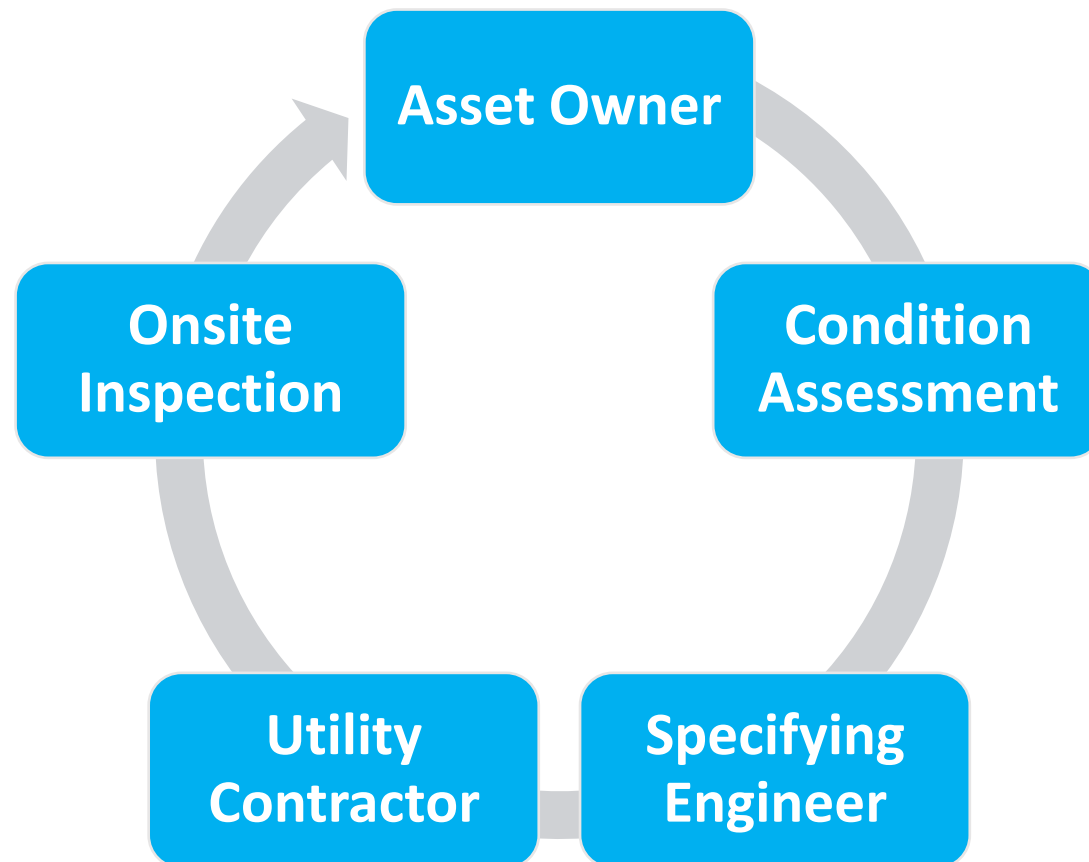 Asset Owner
Condition
Assessment
Specifying
Engineer
Utility
Contractor
Onsite
Inspection